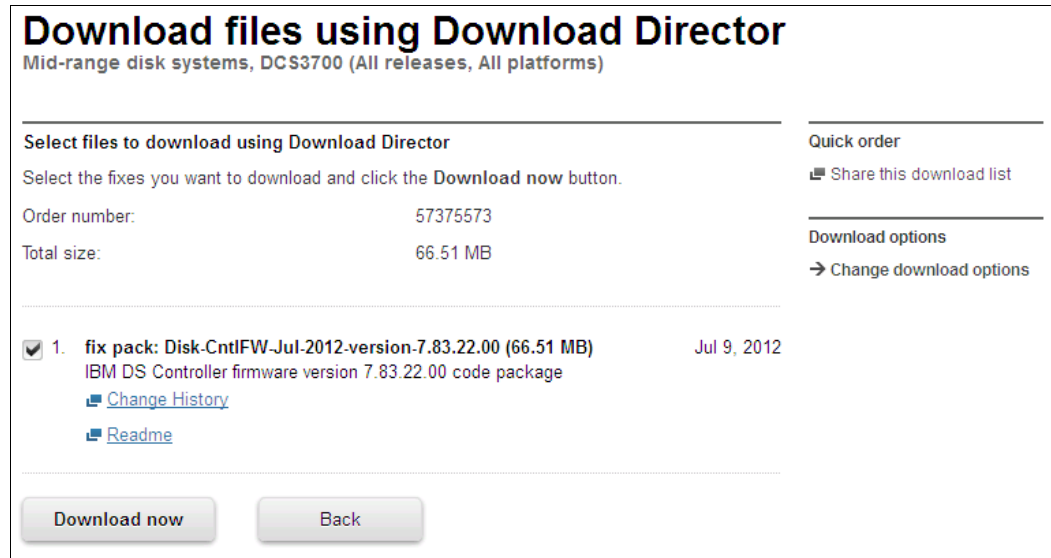 Download files using Download Director
Mid-range disk systems, DCS3700 (All releases, All platforms)
Select files to download using Download Director
Select the fixes you want to download and click the Download now button.
Order number: 57375573
Total size: 66.51 MB
1. fix pack: Disk-CntlFW-Jul-2012-version-7.83.22.00 (66.51 MB) Jul 9, 2012
IBM DS Controller firmware version 7.83.22.00 code package
Change History
Readme
Download now Back
Quick order
Share this download list
Download options
Change download options